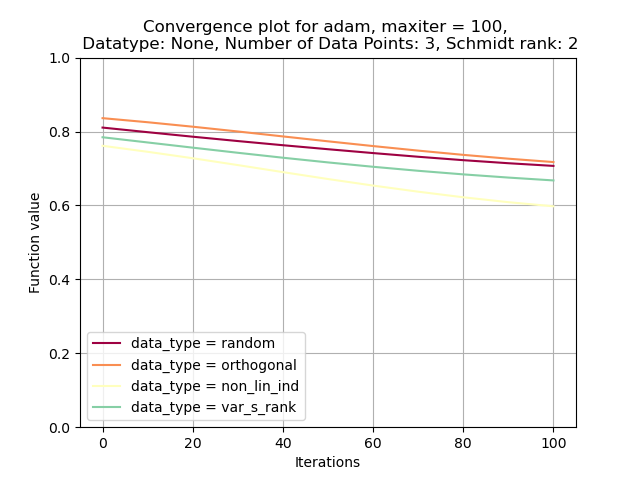 Convergence plot for adam, maxiter = 100,
Datatype: None, Number of Data Points: 3, Schmidt rank: 2
1.0
0.8
0.6
0.4
0.2
0.0
Function value
data_type = random
data_type = orthogonal
data_type = non_lin_ind
data_type = var_s_rank
0 20 40 60 80 100
Iterations